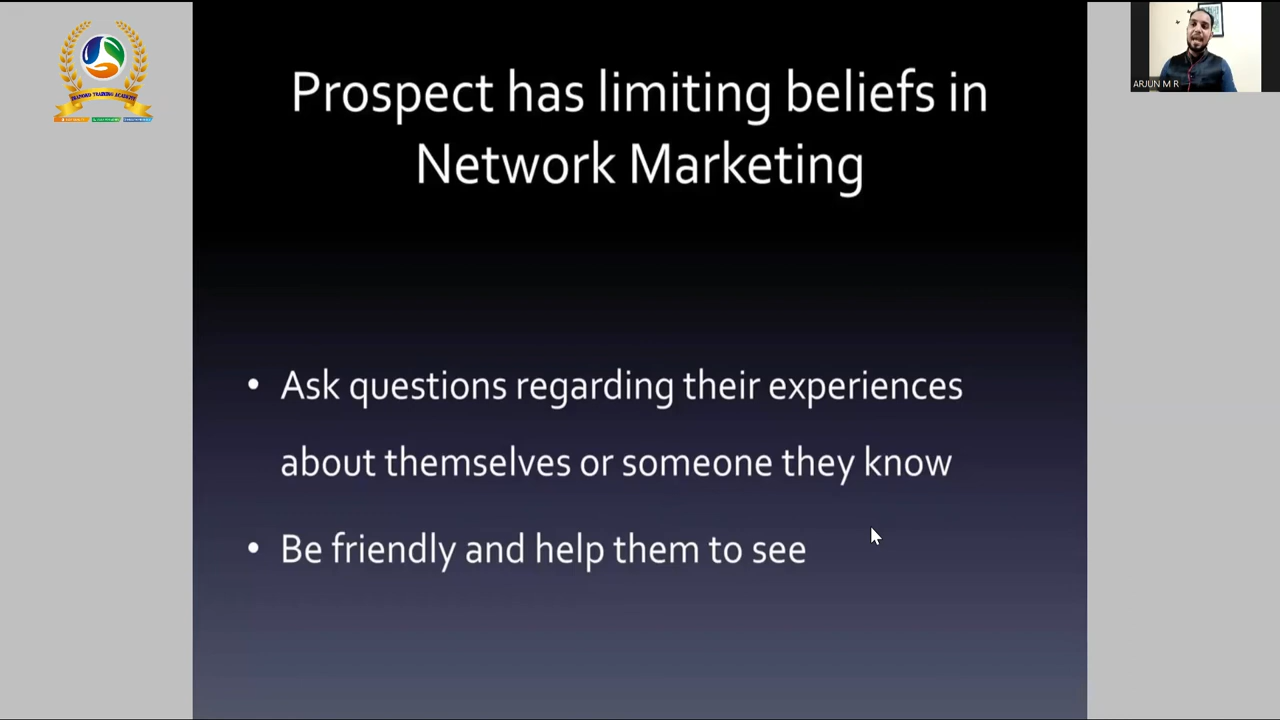 Prospect has limiting beliefs in
Network Marketing
ARJUN M R
• Ask questions regarding their experiences
about themselves or someone they know
• Be friendly and help them to see